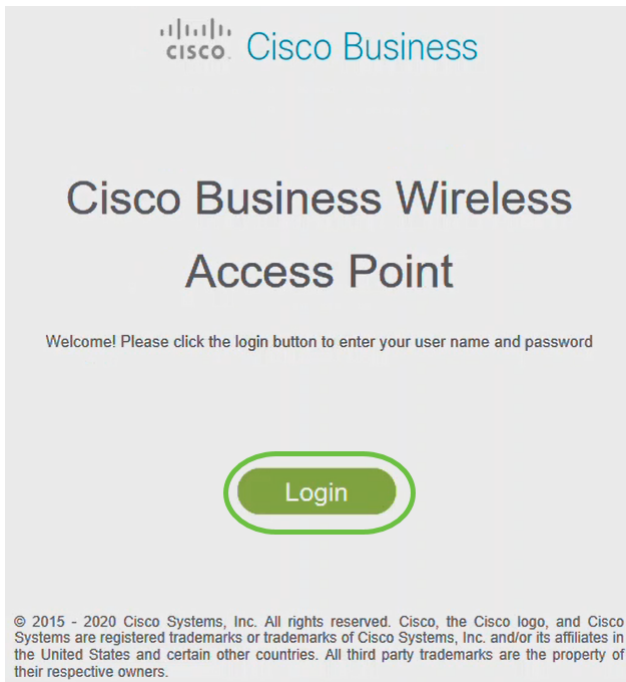 CISCO. Cisco Business
Cisco Business Wireless
Access Point
Welcome! Please click the login button to enter your user name and password
Login
© 2015 - 2020 Cisco Systems, Inc. All rights reserved. Cisco, the Cisco logo, and Cisco
Systems are registered trademarks or trademarks of Cisco Systems, Inc. and/or its affiliates in
the United States and certain other countries. All third party trademarks are the property of
their respective owners.